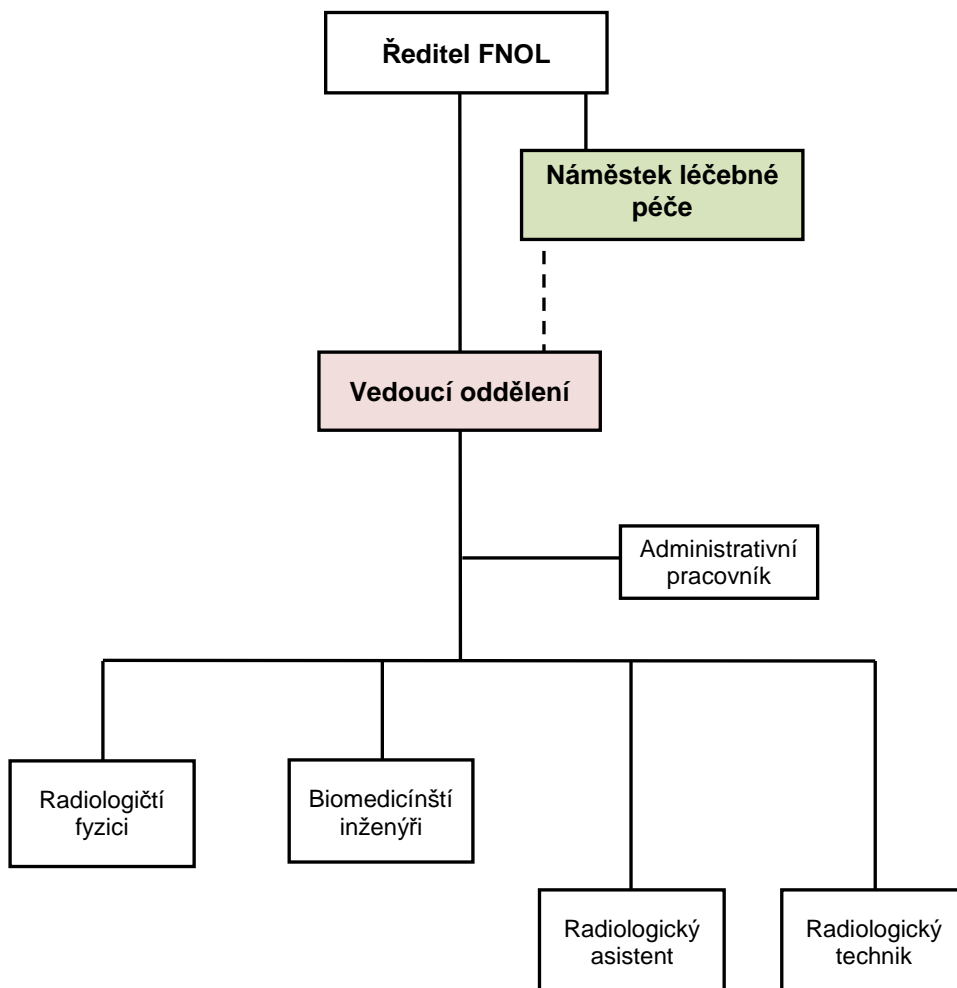 Ředitel FNOL
Náměstek léčebné
péče
Vedoucí oddělení
Administrativní
pracovník
Radiologičtí
fyzici
Biomedicínští
inženýři
Radiologický
asistent
Radiologický
technik